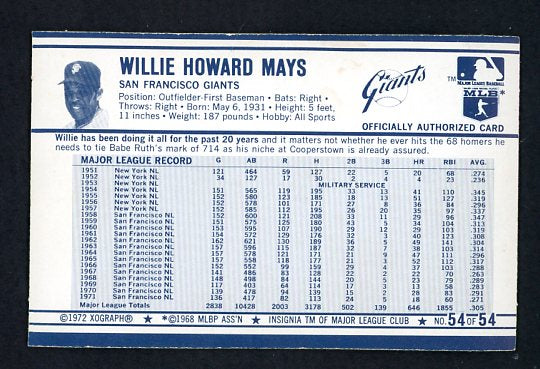 WILLIE HOWARD MAYS
SAN FRANCISCO GIANTS
Position: Outfielder-First Baseman • Bats: Right •
Throws: Right • Born: May 6, 1931 • Height: 5 feet,
11 inches • Weight: 187 pounds • Hobby: All Sports
Giants
TM
MAJOR LEAGUE BASEBALL
MLB*
OFFICIALLY AUTHORIZED CARD
Willie has been doing it all for the past 20 years and it matters not whether he ever hits the 68 homers he
needs to tie Babe Ruth's mark of 714 as his niche at Cooperstown is already assured.
MAJOR LEAGUE RECORD G AB R H 2B 3B HR RBI AVG.
1951 New York NL 121 464 59 127 22 5 20 68 .274
1952 New York NL 34 127 17 30 2 4 4 23 .236
1953 New York NL MILITARY SERVICE
1954 New York NL 151 565 119 195 33 13 41 110 .345
1955 New York NL 152 580 123 185 18 13 51 127 .319
1956 New York NL 152 578 101 171 27 8 36 84 .296
1957 New York NL 152 585 112 195 26 20 35 97 .337
1958 San Francisco NL 152 600 121 208 33 11 29 96 .347
1959 San Francisco NL 151 575 125 180 43 5 34 104 .313
1960 San Francisco NL 153 595 107 190 29 12 29 103 .319
1961 San Francisco NL 154 572 129 176 32 3 40 123 .308
1962 San Francisco NL 162 621 130 189 36 5 49 141 .304
1963 San Francisco NL 157 596 115 187 32 7 38 103 .314
1964 San Francisco NL 157 578 121 171 21 9 47 111 .296
1965 San Francisco NL 157 558 118 177 21 3 52 112 .317
1966 San Francisco NL 152 552 99 159 29 4 37 103 .288
1967 San Francisco NL 141 486 83 128 22 2 22 70 .263
1968 San Francisco NL 148 498 84 144 20 5 23 79 .289
1969 San Francisco NL 117 403 64 114 17 3 13 58 .283
1970 San Francisco NL 139 478 94 139 15 2 28 83 .291
1971 San Francisco NL 136 417 82 113 24 5 18 60 .271
Major League Totals 2838 10428 2003 3178 502 139 646 1855 .305
©1972 XOGRAPH® ★ *©1968 MLBP ASS'N ★ INSIGNIA TM OF MAJOR LEAGUE CLUB ★ NO. 54 OF 54